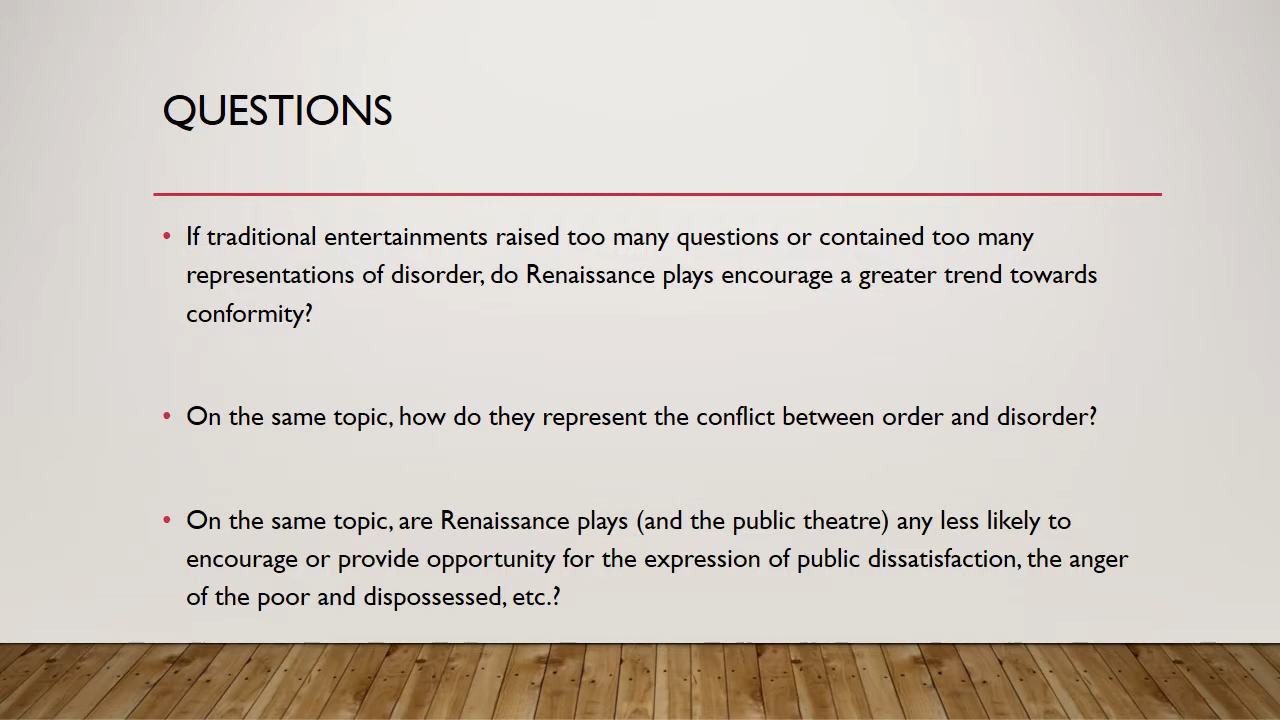 QUESTIONS
• If traditional entertainments raised too many questions or contained too many
representations of disorder, do Renaissance plays encourage a greater trend towards
conformity?
• On the same topic, how do they represent the conflict between order and disorder?
• On the same topic, are Renaissance plays (and the public theatre) any less likely to
encourage or provide opportunity for the expression of public dissatisfaction, the anger
of the poor and dispossessed, etc.?